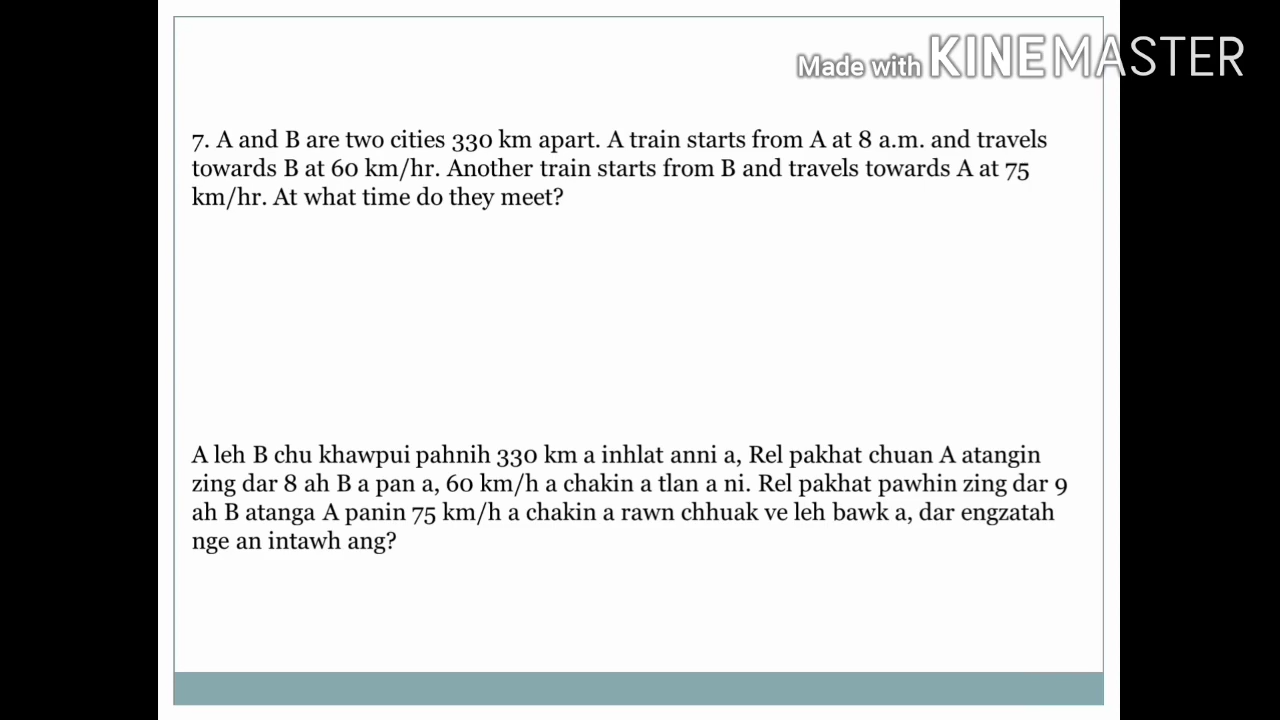 Made with KINEMASTER
7. A and B are two cities 330 km apart. A train starts from A at 8 a.m. and travels
towards B at 60 km/hr. Another train starts from B and travels towards A at 75
km/hr. At what time do they meet?
A leh B chu khawpui pahnih 330 km a inhlat anni a, Rel pakhat chuan A atangin
zing dar 8 ah B a pan a, 60 km/h a chakin a tlan a ni. Rel pakhat pawhin zing dar 9
ah B atanga A panin 75 km/h a chakin a rawn chhuak ve leh bawk a, dar engzatah
nge an intawh ang?